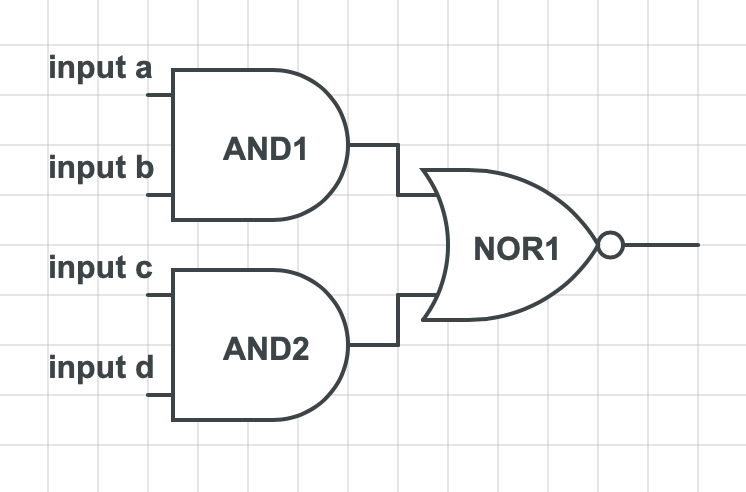 input a
AND1
input b
NOR1
input c
AND2
input d